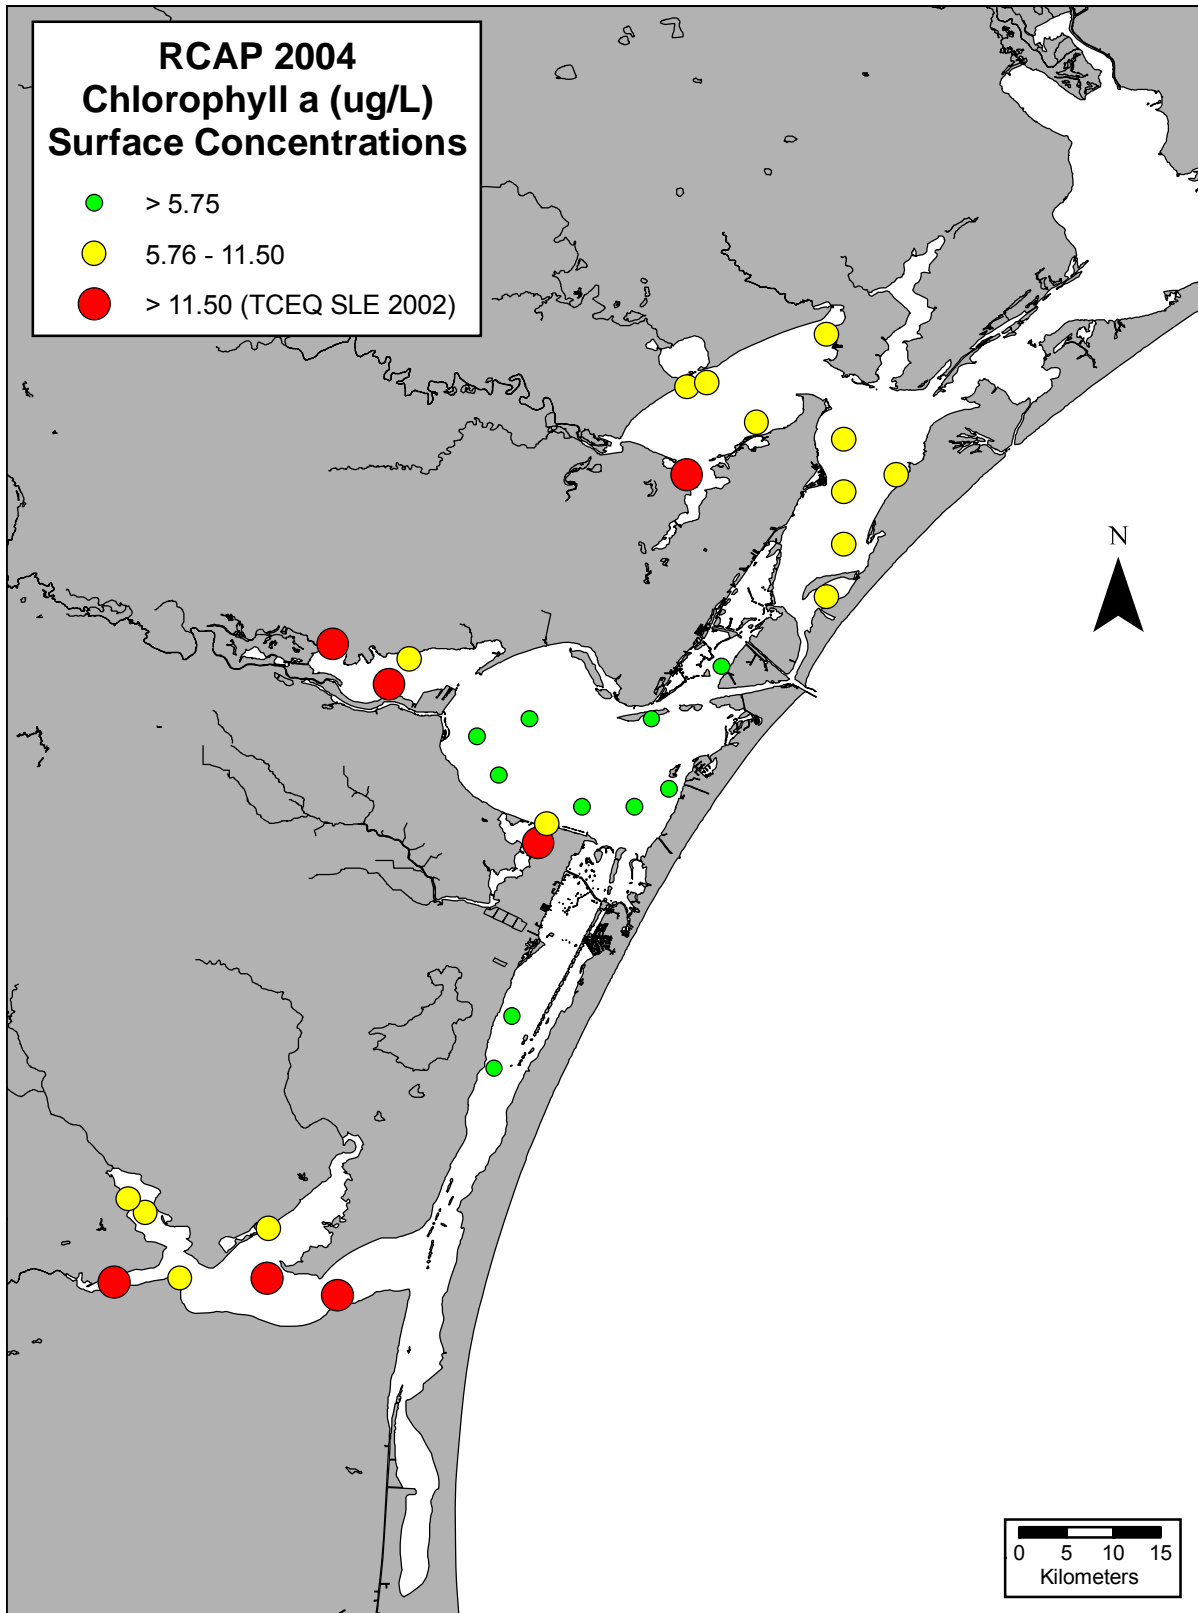 RCAP 2004
Chlorophyll a (ug/L)
Surface Concentrations
> 5.75
5.76 - 11.50
> 11.50 (TCEQ SLE 2002)
N
0 5 10 15
Kilometers